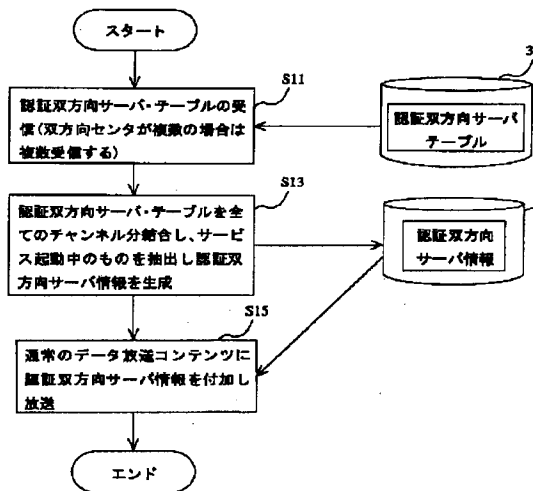 スタート
S11
認証双方向サーバ・テーブルの受
信(双方向センタが複数の場合は
複数受信する)
3
認証双方向サーバ
テーブル
S13
認証双方向サーバ・テーブルを全
てのチャンネル分結合し、サービ
ス起動中のものを抽出し認証双
方向サーバ情報を生成
認証双方向
サーバ情報
S15
通常のデータ放送コンテンツに
認証双方向サーバ情報を付加し
放送
エンド